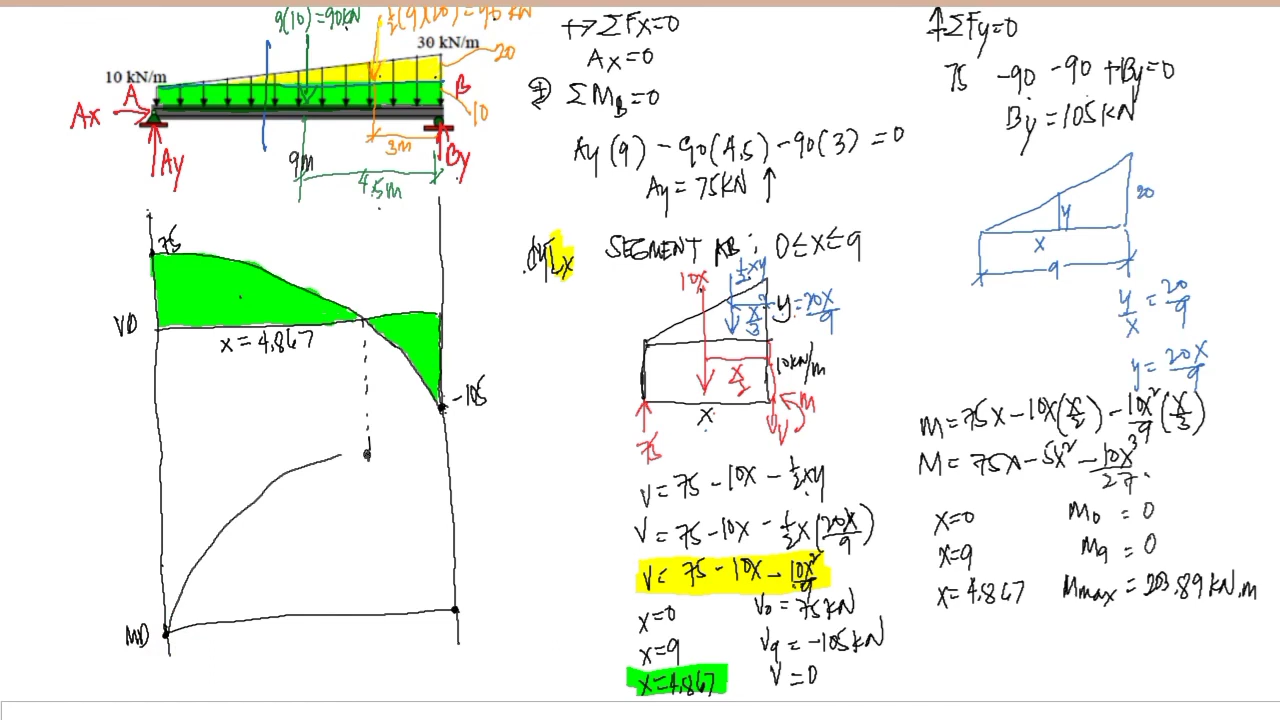 9(10)=90kN
½(9)(20)=90kN
30 kN/m
20
10 kN/m
A
B
10
Ax
3m
Ay
9m
By
4.5m
75
VD
x=4.867
-105
MD
+→ ΣFx=0
Ax=0
ΣM_B=0
Ay(9) - 90(4.5) - 90(3) = 0
Ay = 75kN ↑
SEGMENT AB: 0≤x≤9
10x
½xy
x/3
y=20x/9
10kN/m
x/2
M
x
V
75
V = 75 - 10x - ½xy
V = 75 - 10x - ½x(20x/9)
V = 75 - 10x - 10x²/9
x=0 V₀ = 75kN
x=9 V₉ = -105kN
x=4.867 V=0
+↑ΣFy=0
75 -90 -90 +By=0
By=105kN
20
y
x
9
y/x = 20/9
y = 20x/9
M=75x-10x(x/2)-10x²/9(x/3)
M = 75x-5x²-10x³/27.
x=0 M₀ = 0
x=9 M₉ = 0
x=4.867 Mmax = 203.89 kN.m